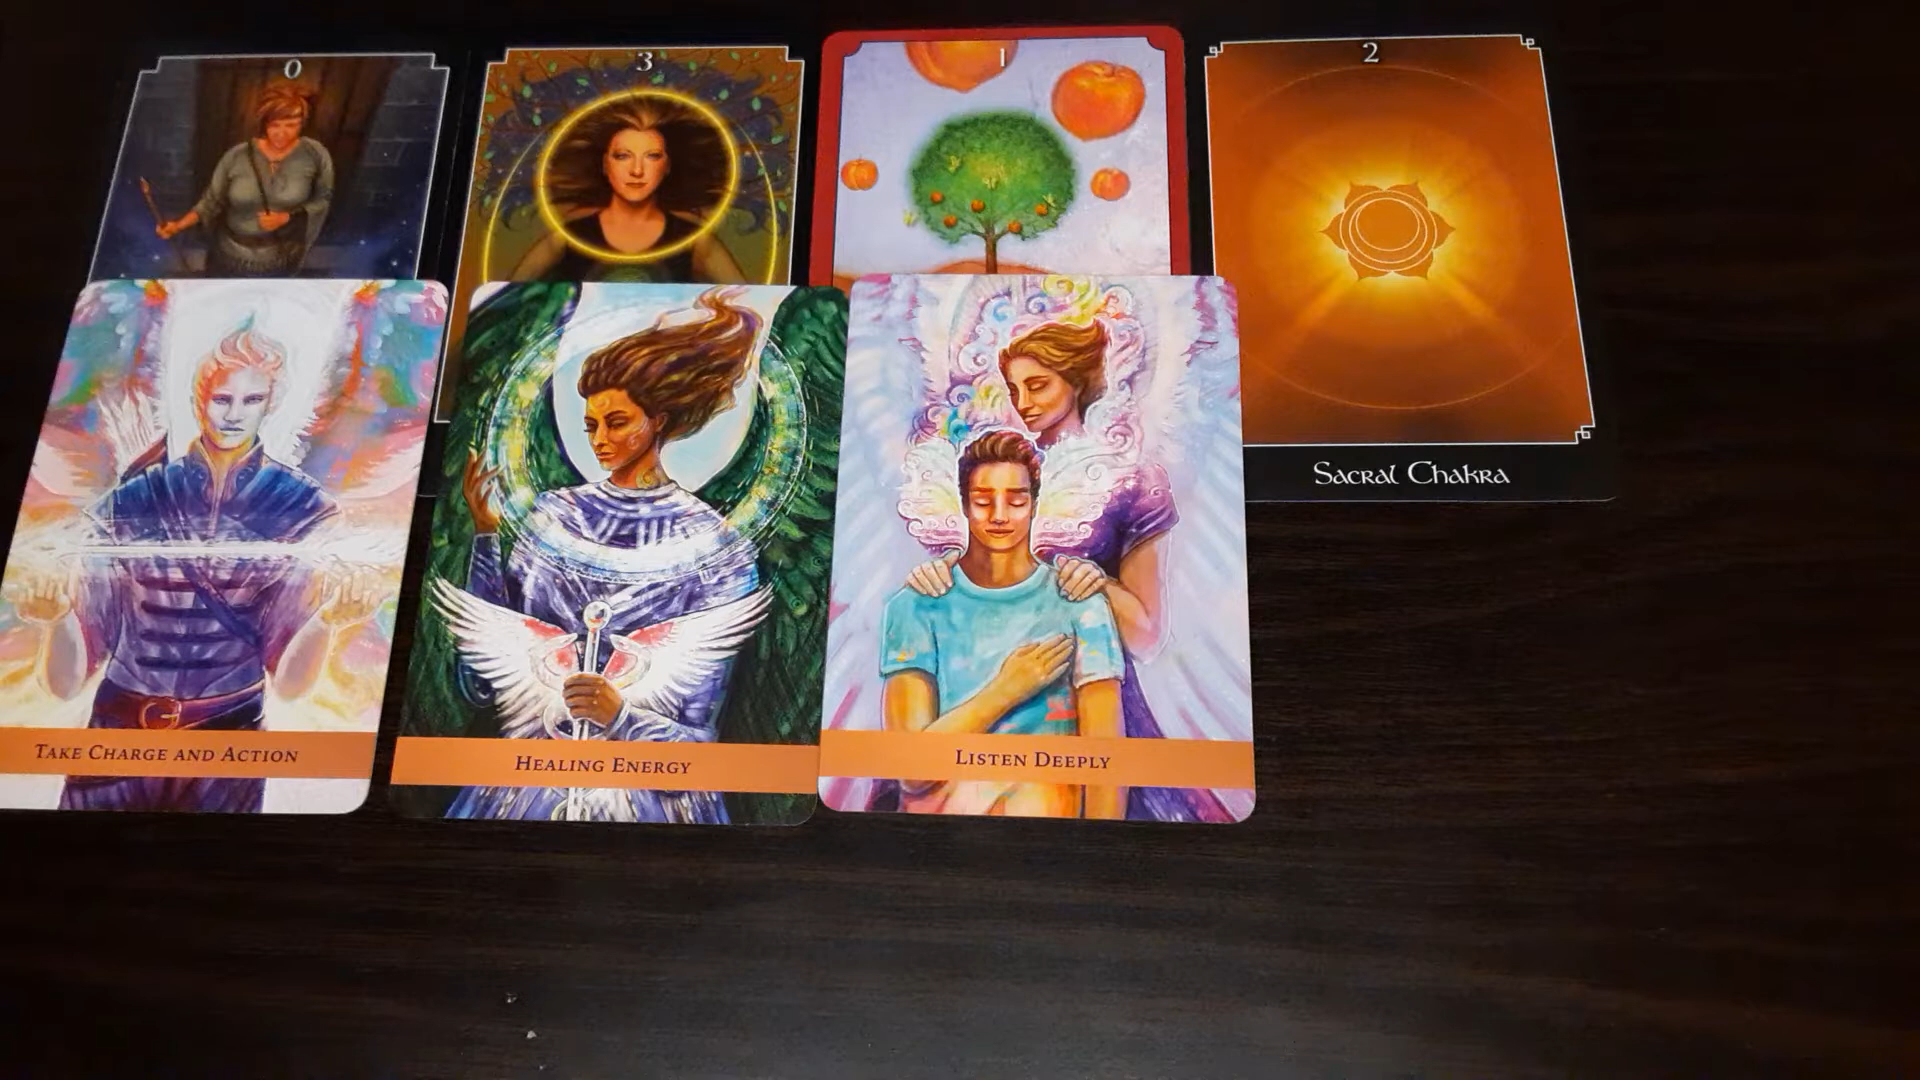 0
3
1
2
Sacral Chakra
Take Charge and Action
Healing Energy
Listen Deeply